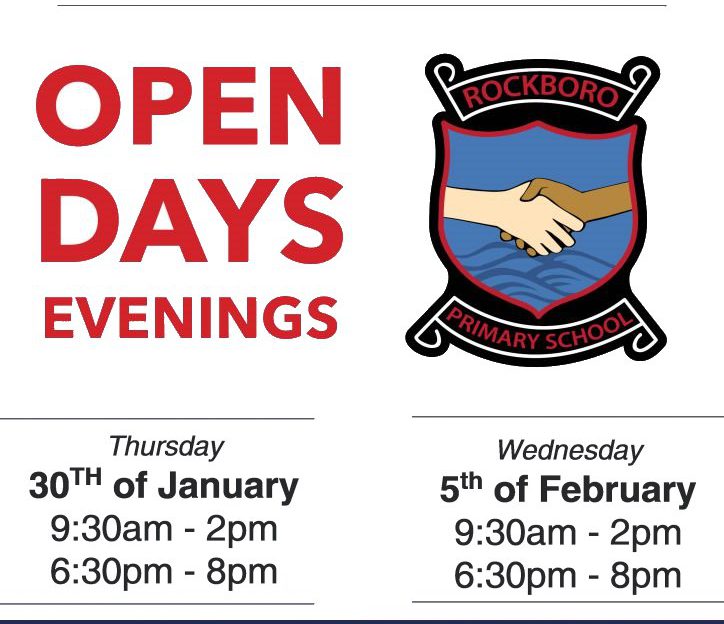 OPEN
DAYS
EVENINGS
ROCKBORO
PRIMARY SCHOOL
Thursday
30TH of January
9:30am - 2pm
6:30pm - 8pm
Wednesday
5th of February
9:30am - 2pm
6:30pm - 8pm